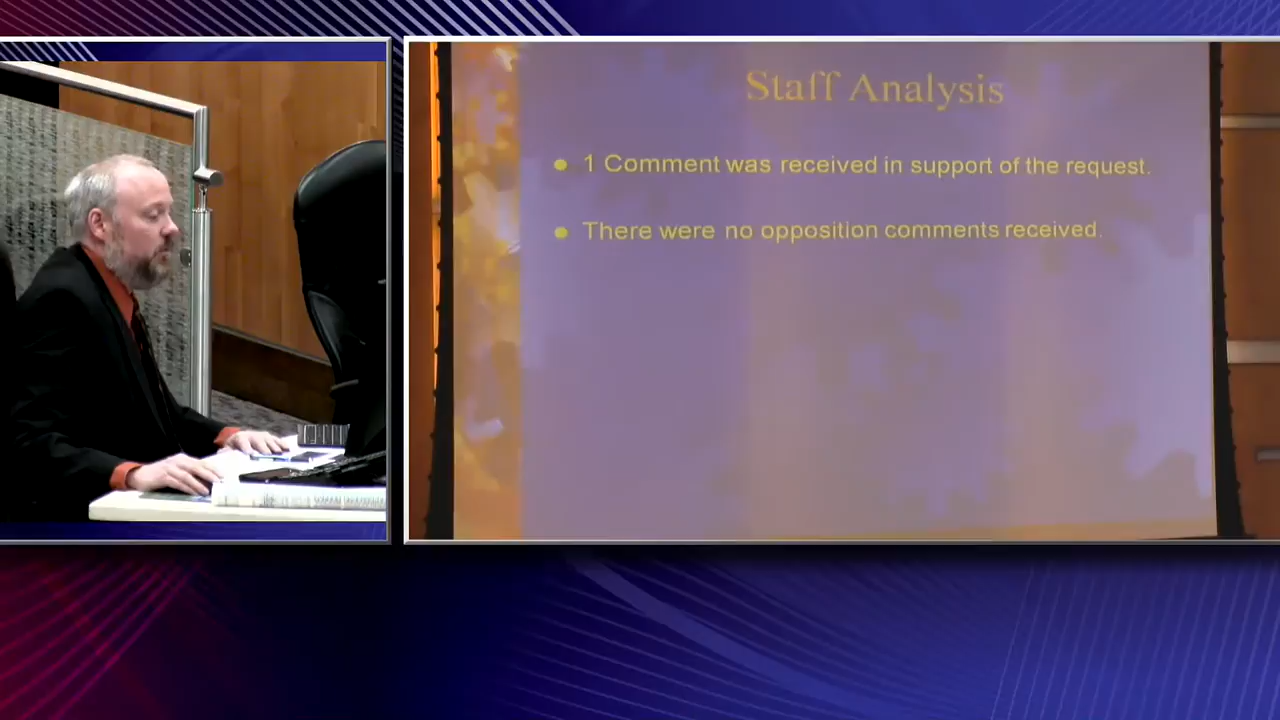 Staff Analysis
1 Comment was received in support of the request.
There were no opposition comments received.